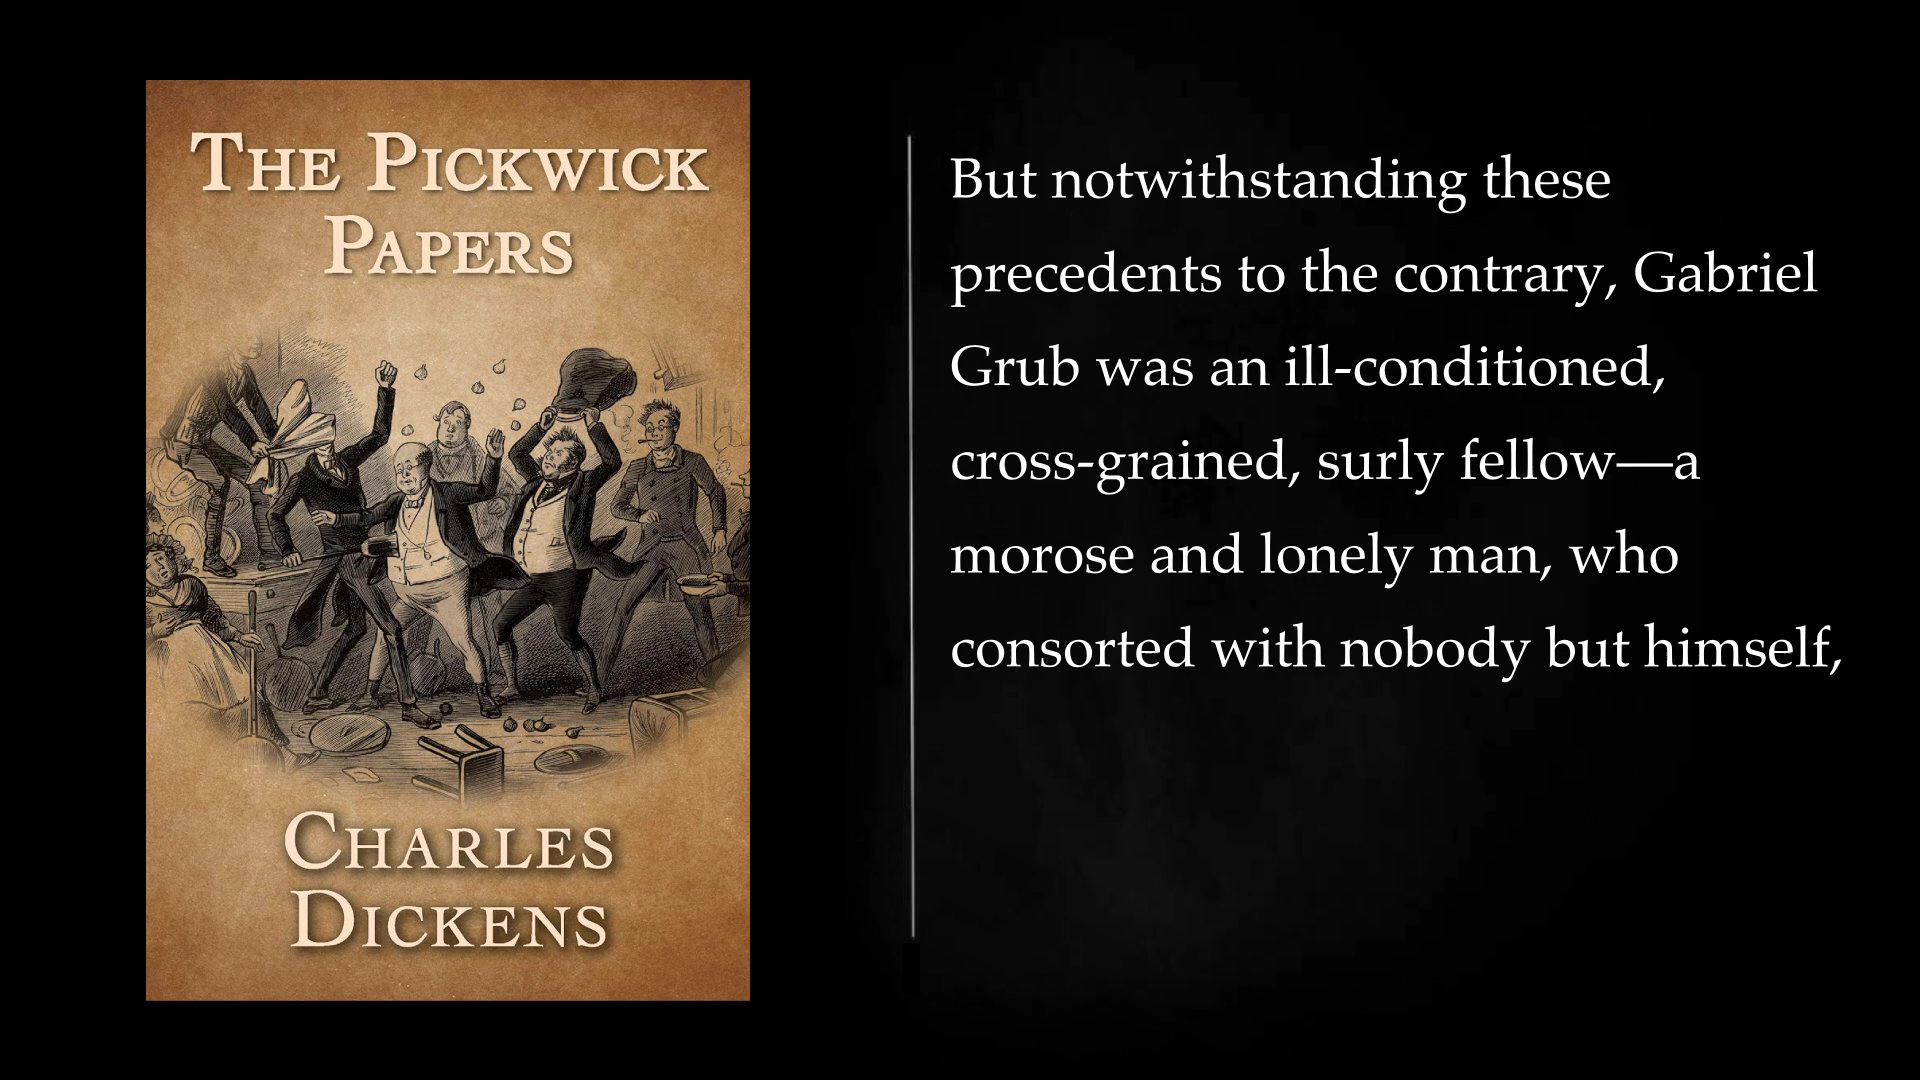 THE PICKWICK
PAPERS
CHARLES
DICKENS
But notwithstanding these
precedents to the contrary, Gabriel
Grub was an ill-conditioned,
cross-grained, surly fellow—a
morose and lonely man, who
consorted with nobody but himself,